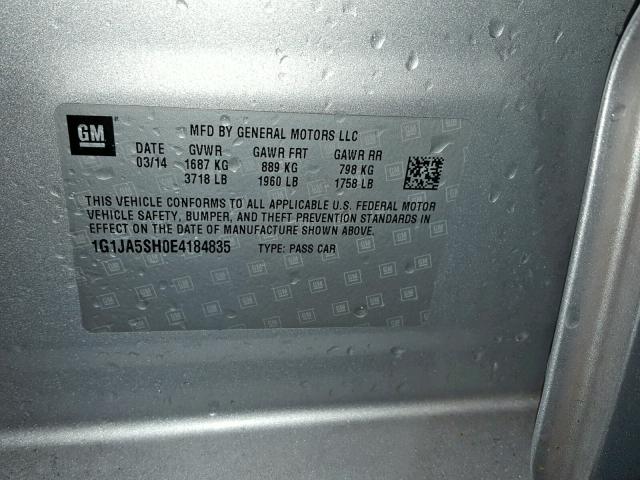 GM
MFD BY GENERAL MOTORS LLC
DATE GVWR GAWR FRT GAWR RR
03/14 1687 KG 889 KG 798 KG
3718 LB 1960 LB 1758 LB
THIS VEHICLE CONFORMS TO ALL APPLICABLE U.S. FEDERAL MOTOR
VEHICLE SAFETY, BUMPER, AND THEFT PREVENTION STANDARDS IN
EFFECT ON THE DATE OF MANUFACTURE SHOWN ABOVE.
1G1JA5SH0E4184835 TYPE: PASS CAR